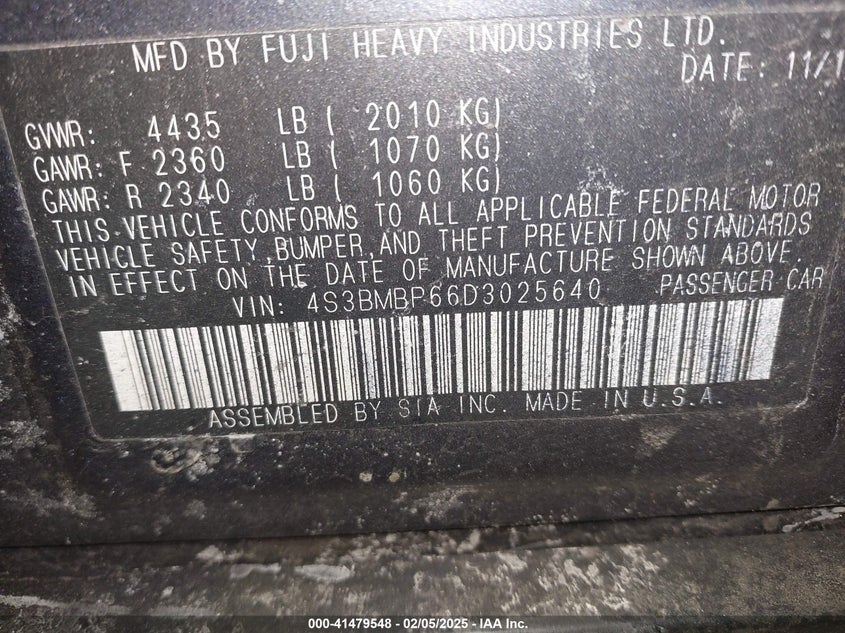 MFD BY FUJI HEAVY INDUSTRIES LTD.
DATE: 11/1
GVWR: 4435 LB ( 2010 KG)
GAWR: F 2360 LB ( 1070 KG)
GAWR: R 2340 LB ( 1060 KG)
THIS VEHICLE CONFORMS TO ALL APPLICABLE FEDERAL MOTOR
VEHICLE SAFETY,BUMPER,AND THEFT PREVENTION STANDARDS
IN EFFECT ON THE DATE OF MANUFACTURE SHOWN ABOVE.
VIN: 4S3BMBP66D3025640 PASSENGER CAR
ASSEMBLED BY SIA INC. MADE IN U.S.A.
000-41479548 - 02/05/2025 - IAA Inc.